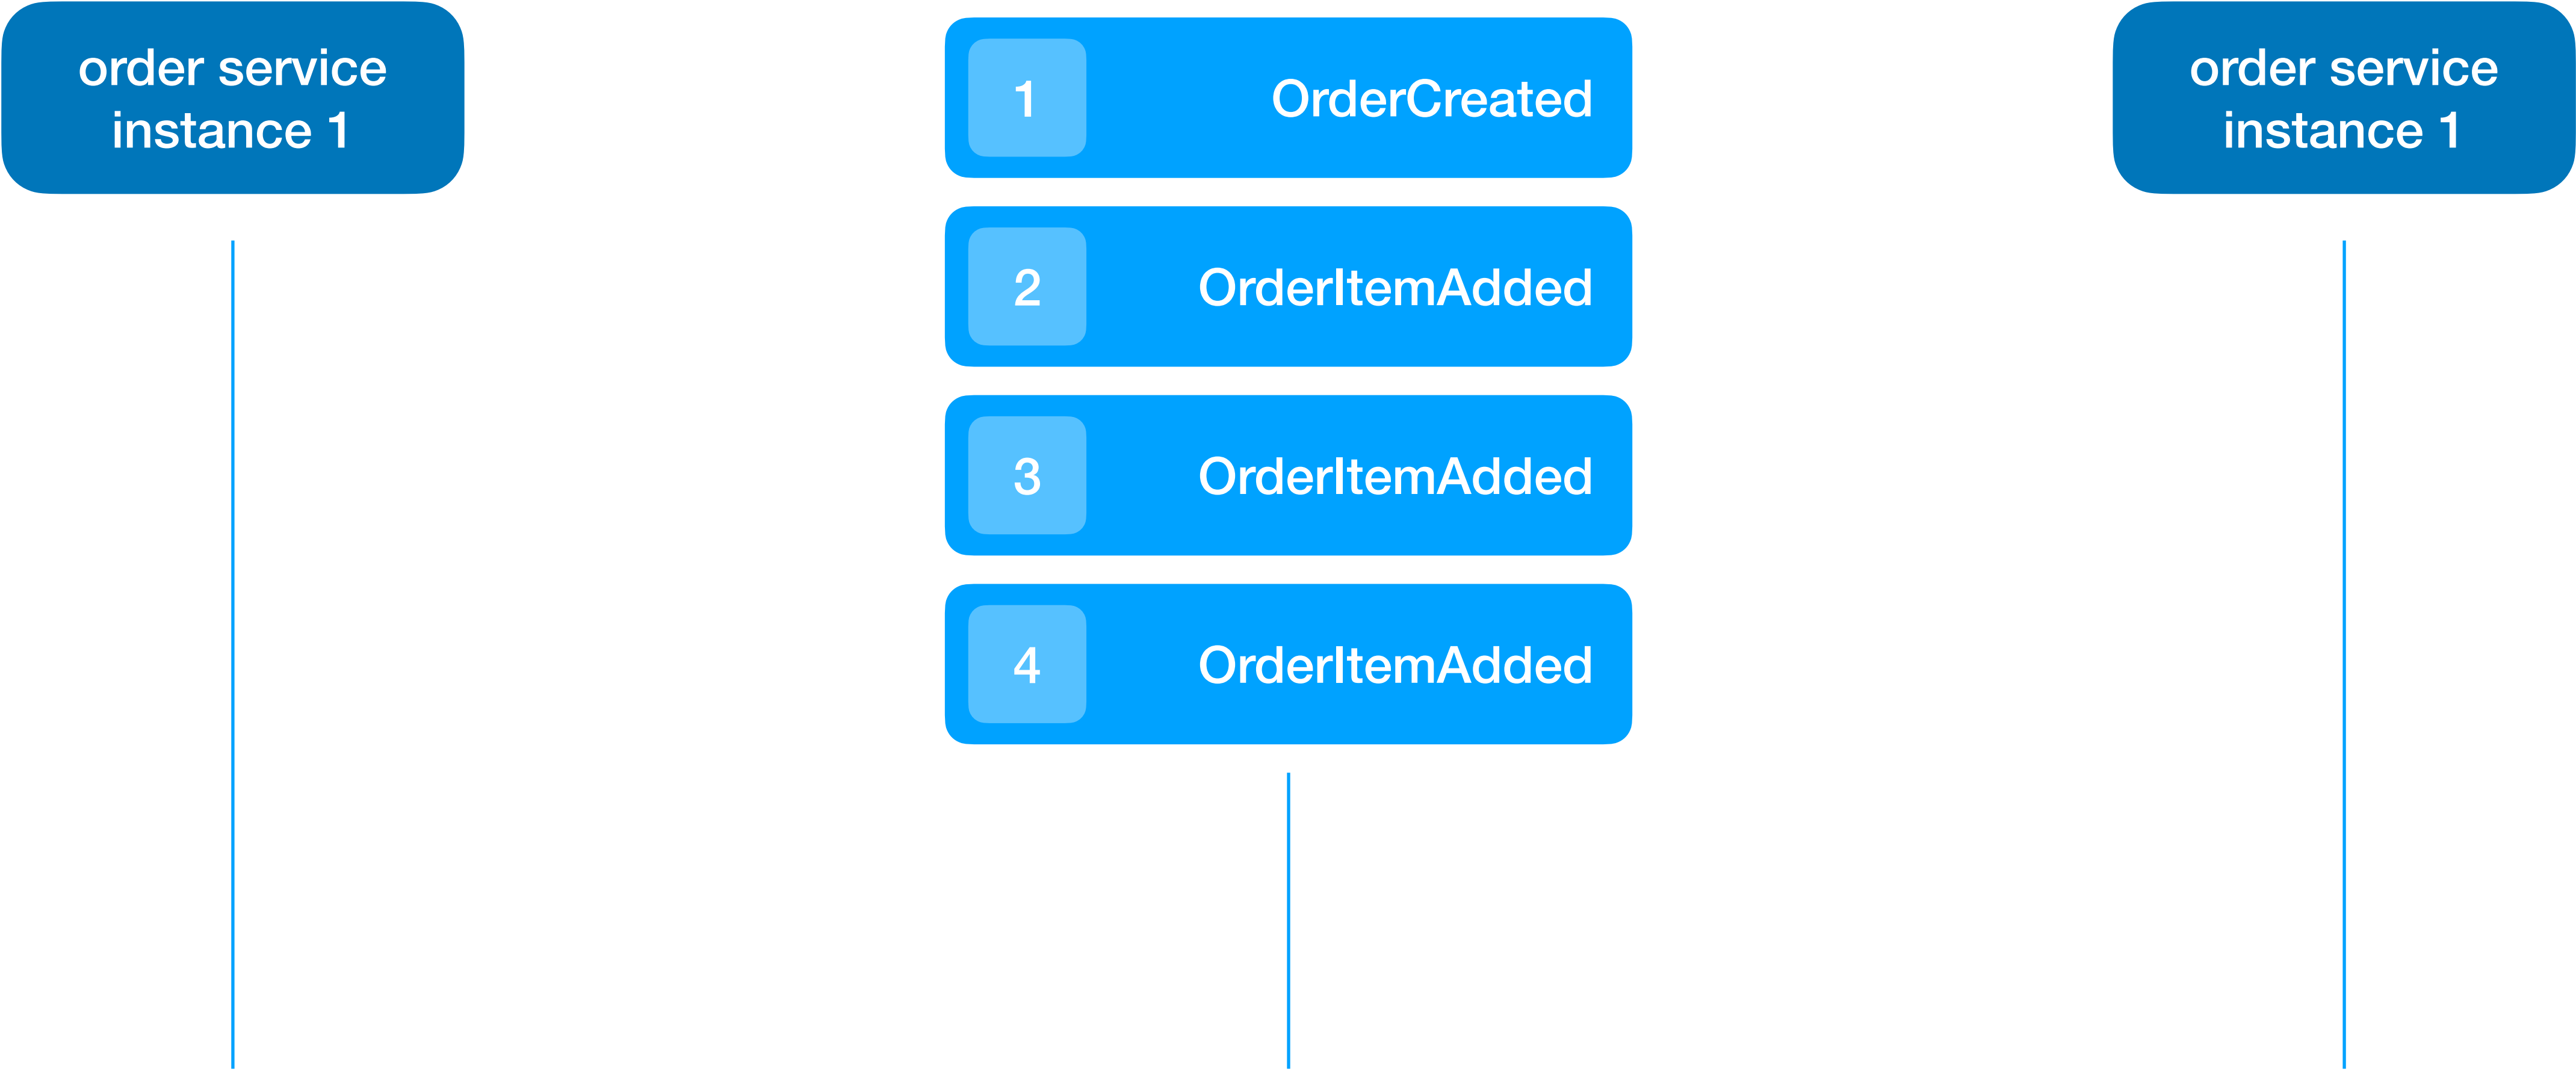 order service
instance 1
1 OrderCreated
2 OrderItemAdded
3 OrderItemAdded
4 OrderItemAdded
order service
instance 1